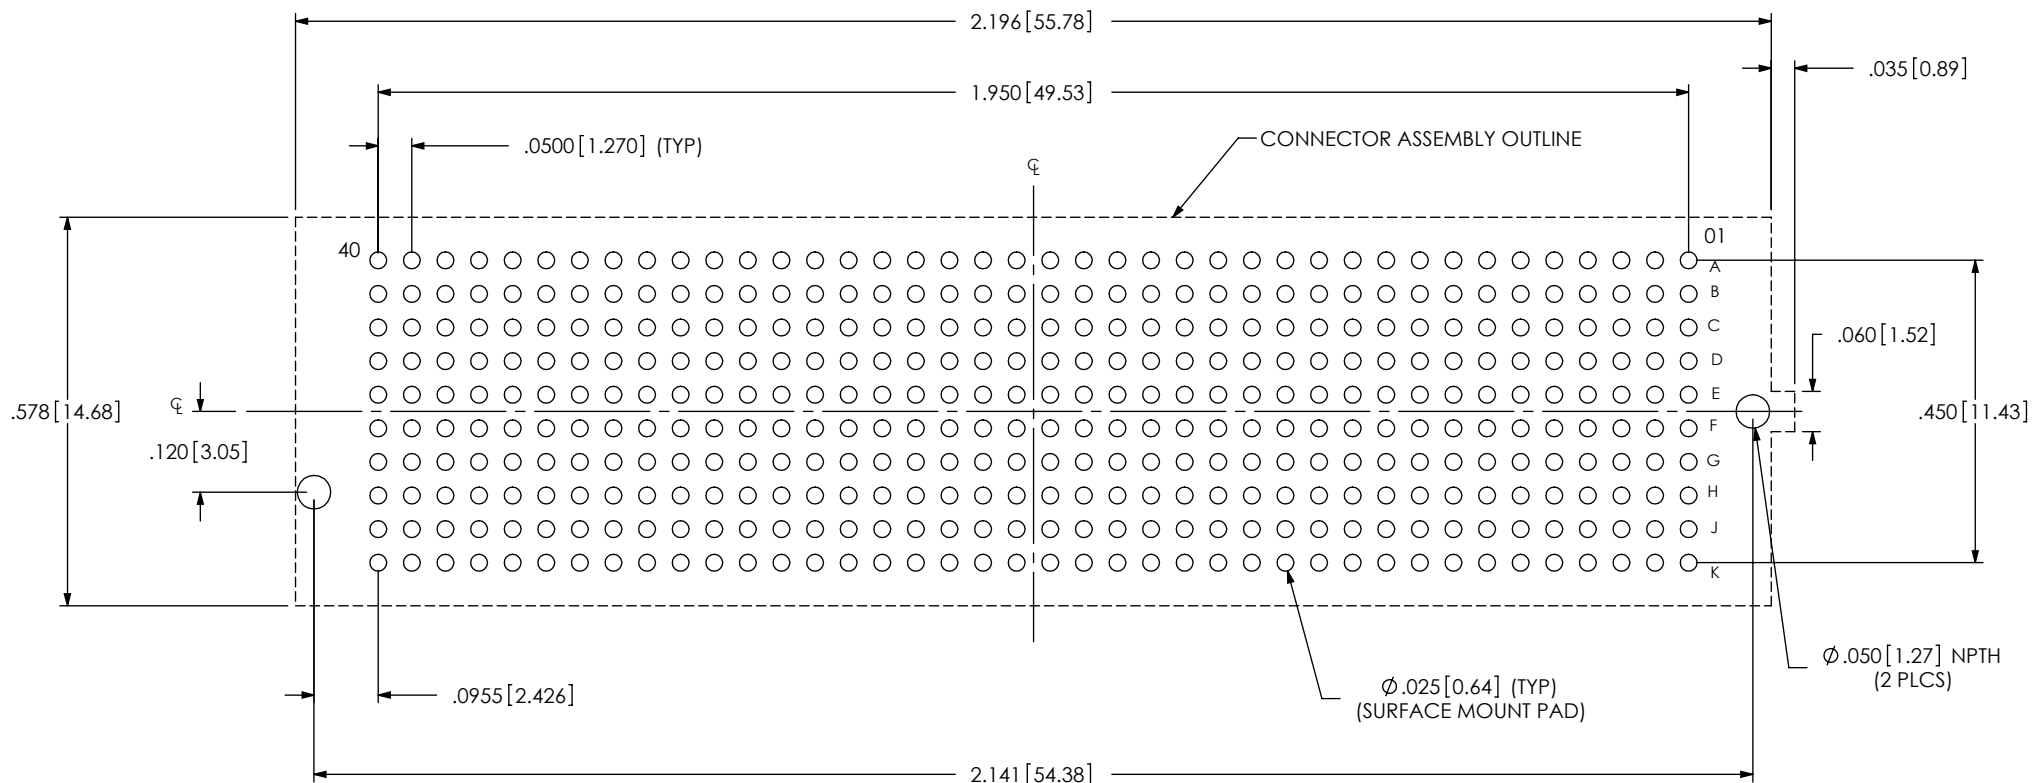 2.196[55.78]
.035[0.89]
1.950[49.53]
.0500[1.270] (TYP)
CONNECTOR ASSEMBLY OUTLINE
℄
40
01
A
B
C
.060[1.52]
D
E
℄
.578[14.68]
.450[11.43]
F
.120[3.05]
G
H
J
K
Ø.050[1.27] NPTH
(2 PLCS)
.0955[2.426]
Ø.025[0.64] (TYP)
(SURFACE MOUNT PAD)
2.141[54.38]